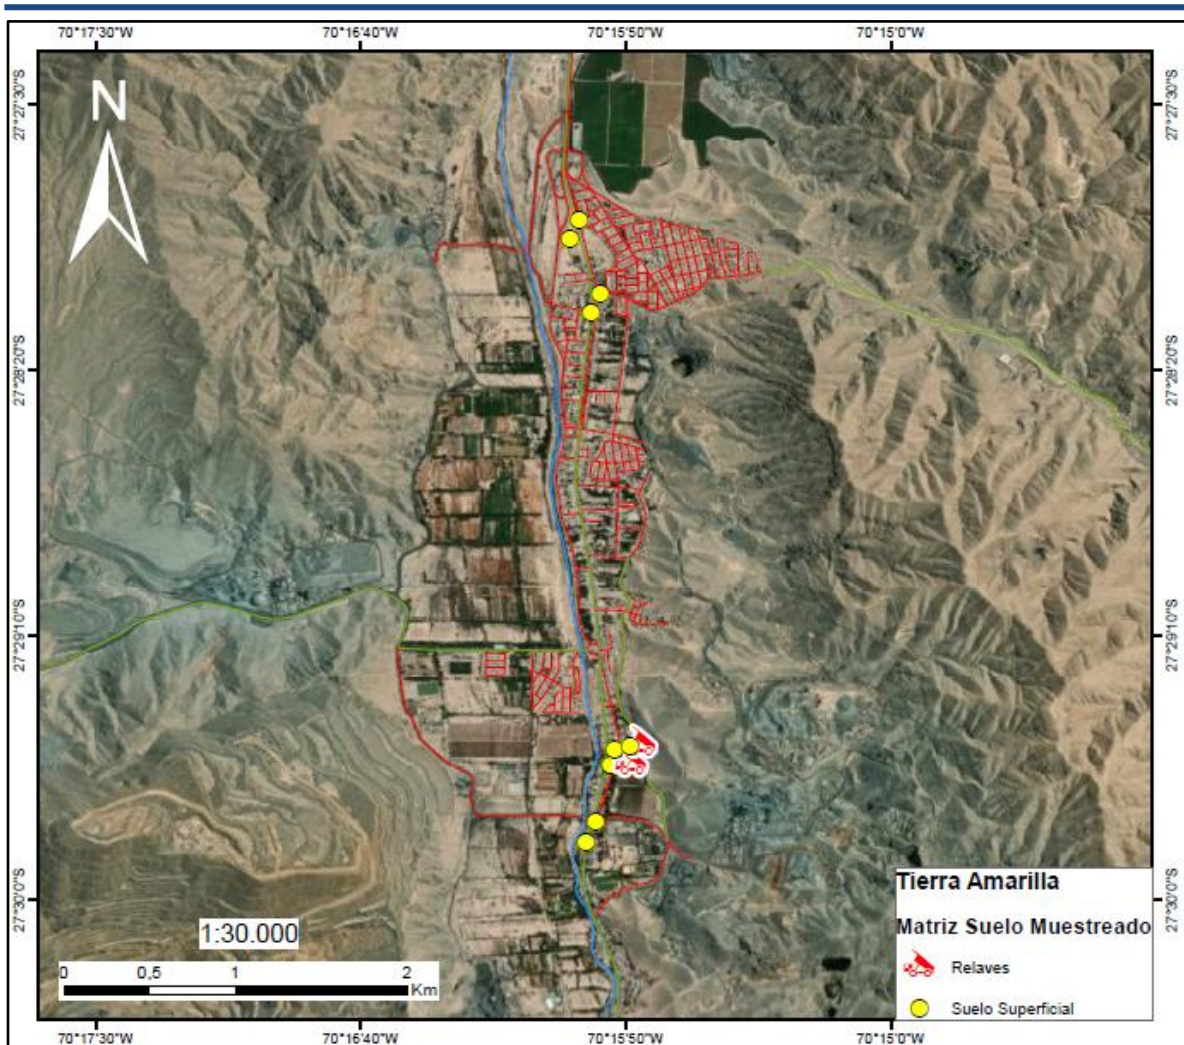 70°17'30"W 70°16'40"W 70°15'50"W 70°15'0"W
N
27°27'30"S 27°27'30"S
27°28'20"S 27°28'20"S
27°29'10"S 27°29'10"S
27°30'0"S 27°30'0"S
Tierra Amarilla
Matriz Suelo Muestreado
Relaves
Suelo Superficial
1:30.000
0 0,5 1 2
Km
70°17'30"W 70°16'40"W 70°15'50"W 70°15'0"W